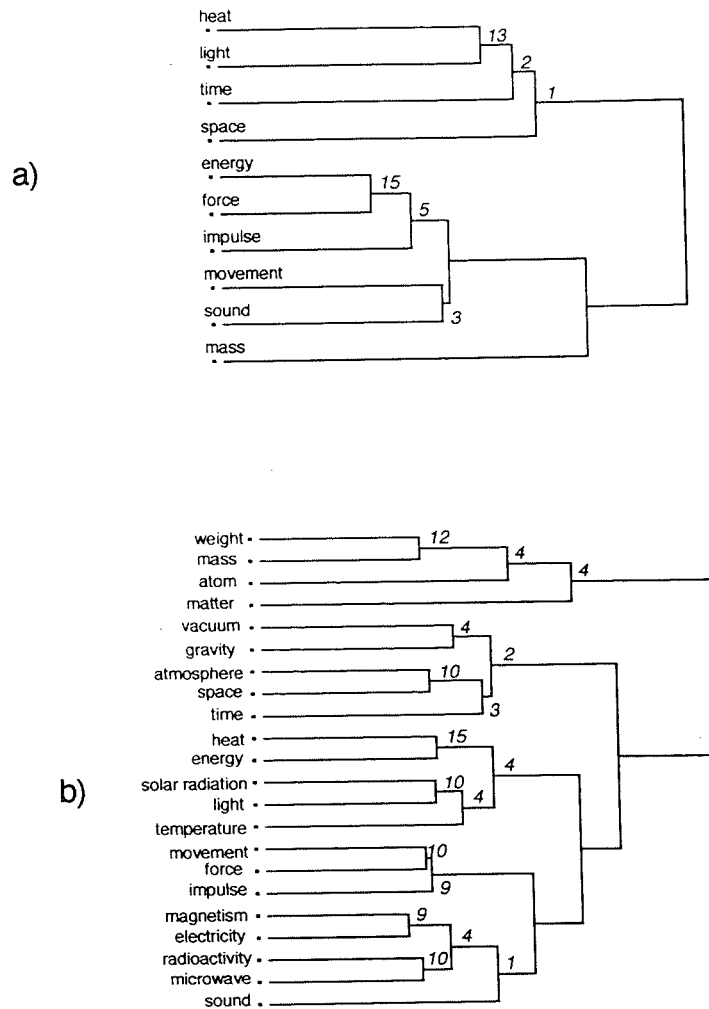 heat
13
light
2
time
1
space
a)
energy
15
force
5
impulse
movement
sound
3
mass
weight
12
mass
4
atom
4
matter
vacuum
4
gravity
2
atmosphere
10
space
time
3
heat
15
energy
4
solar radiation
10
b)
light
4
temperature
movement
10
force
impulse
9
magnetism
9
electricity
4
radioactivity
10
1
microwave
sound